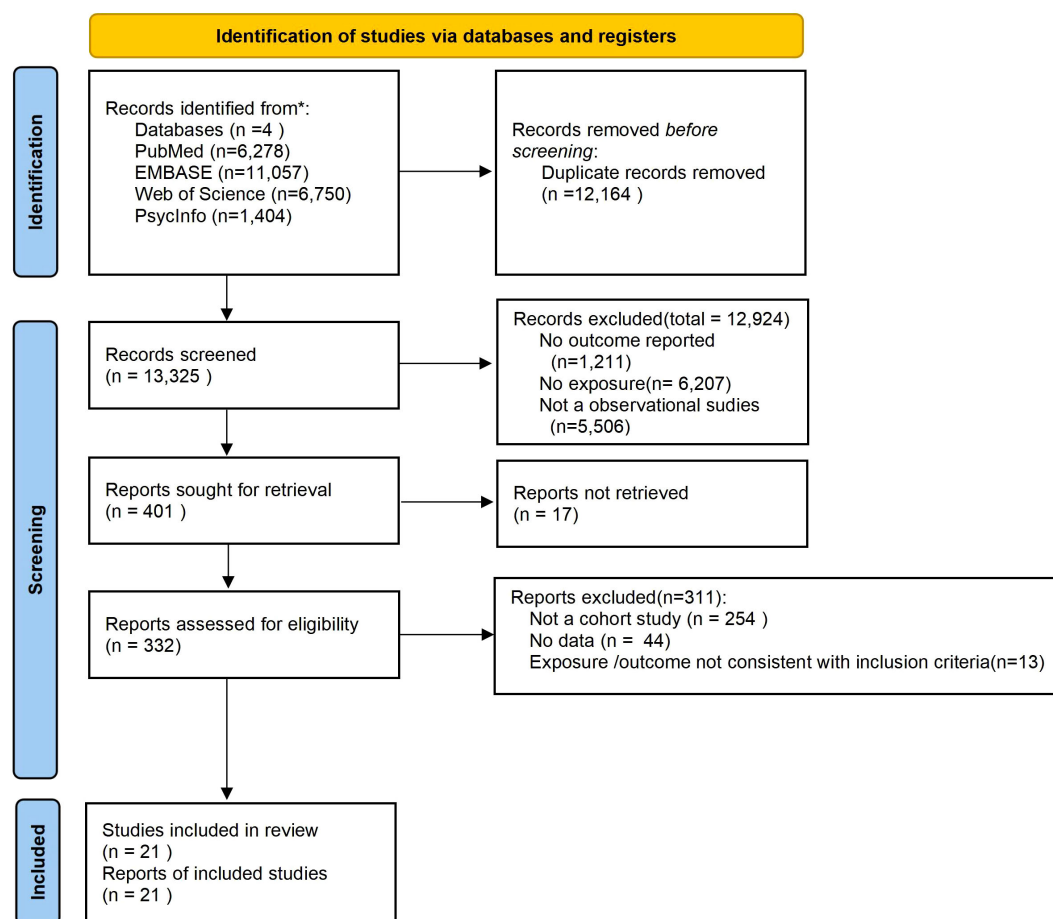 Identification of studies via databases and registers
Identification
Records identified from*:
Databases (n =4 )
PubMed (n=6,278)
EMBASE (n=11,057)
Web of Science (n=6,750)
PsycInfo (n=1,404)
Records removed before
screening:
Duplicate records removed
(n =12,164 )
Screening
Records screened
(n = 13,325 )
Records excluded(total = 12,924)
No outcome reported
(n=1,211)
No exposure(n= 6,207)
Not a observational sudies
(n=5,506)
Reports sought for retrieval
(n = 401 )
Reports not retrieved
(n = 17)
Reports assessed for eligibility
(n = 332)
Reports excluded(n=311):
Not a cohort study (n = 254 )
No data (n =  44)
Exposure /outcome not consistent with inclusion criteria(n=13)
Included
Studies included in review
(n = 21 )
Reports of included studies
(n = 21 )